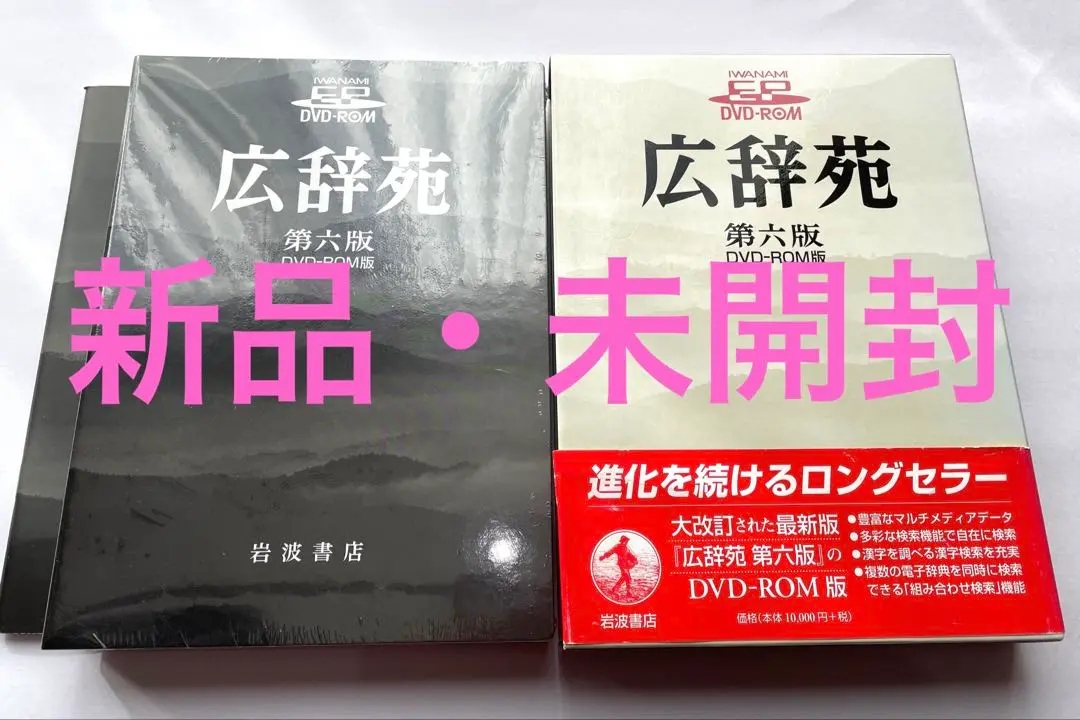 IWANAMI
EP
DVD-ROM
広辞苑
第六版
DVD-ROM版
岩波書店
IWANAMI
EP
DVD-ROM
広辞苑
第六版
DVD-ROM版
新品・未開封
進化を続けるロングセラー
大改訂された最新版
『広辞苑 第六版』の
DVD-ROM 版
価格(本体 10,000 円+税)
●豊富なマルチメディアデータ
●多彩な検索機能で自在に検索
●漢字を調べる漢字検索を充実
●複数の電子辞典を同時に検索
できる「組み合わせ検索」機能
岩波書店